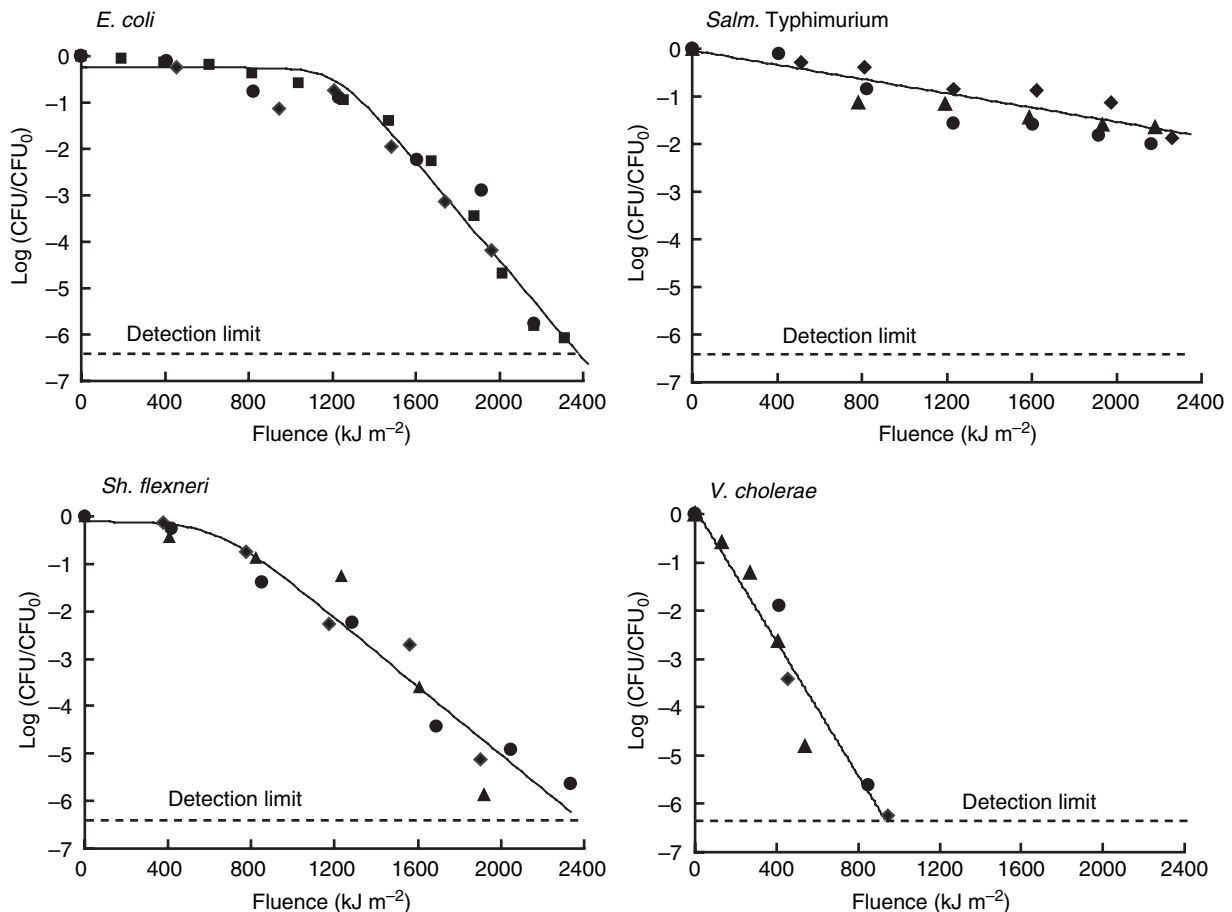 E. coli
0
–1
–2
–3
–4
–5
–6
–7
Log (CFU/CFU₀)
Detection limit
0 400 800 1200 1600 2000 2400
Fluence (kJ m⁻²)
Salm. Typhimurium
0
–1
–2
–3
–4
–5
–6
–7
Log (CFU/CFU₀)
Detection limit
0 400 800 1200 1600 2000 2400
Fluence (kJ m⁻²)
Sh. flexneri
0
–1
–2
–3
–4
–5
–6
–7
Log (CFU/CFU₀)
Detection limit
0 400 800 1200 1600 2000 2400
Fluence (kJ m⁻²)
V. cholerae
0
–1
–2
–3
–4
–5
–6
–7
Log (CFU/CFU₀)
Detection limit
0 400 800 1200 1600 2000 2400
Fluence (kJ m⁻²)